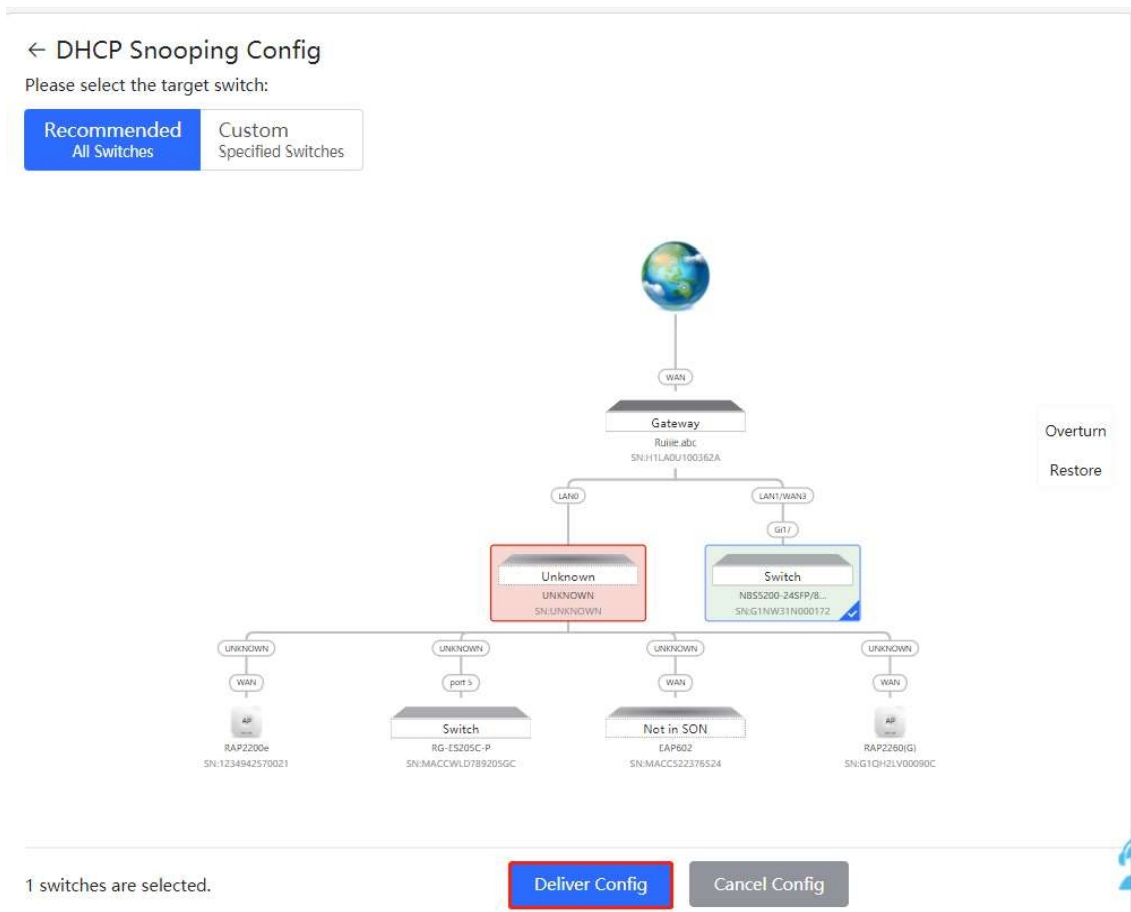 ← DHCP Snooping Config
Please select the target switch:
Recommended
All Switches
Custom
Specified Switches
WAN
Gateway
Ruijie.abc
SN:H1LA0U100362A
Overturn
Restore
LAN0
LAN1/WAN3
Gi1/
Unknown
UNKNOWN
SN:UNKNOWN
Switch
NBS5200-24SFP/8...
SN:G1NW31N000172
UNKNOWN
UNKNOWN
UNKNOWN
UNKNOWN
WAN
port 5
WAN
WAN
AP
RAP2200e
SN:1234942570021
Switch
RG-ES205C-P
SN:MACCWLD789205GC
Not in SON
EAP602
SN:MACC522376524
AP
RAP2260(G)
SN:G1QH2LV00090C
1 switches are selected.
Deliver Config
Cancel Config